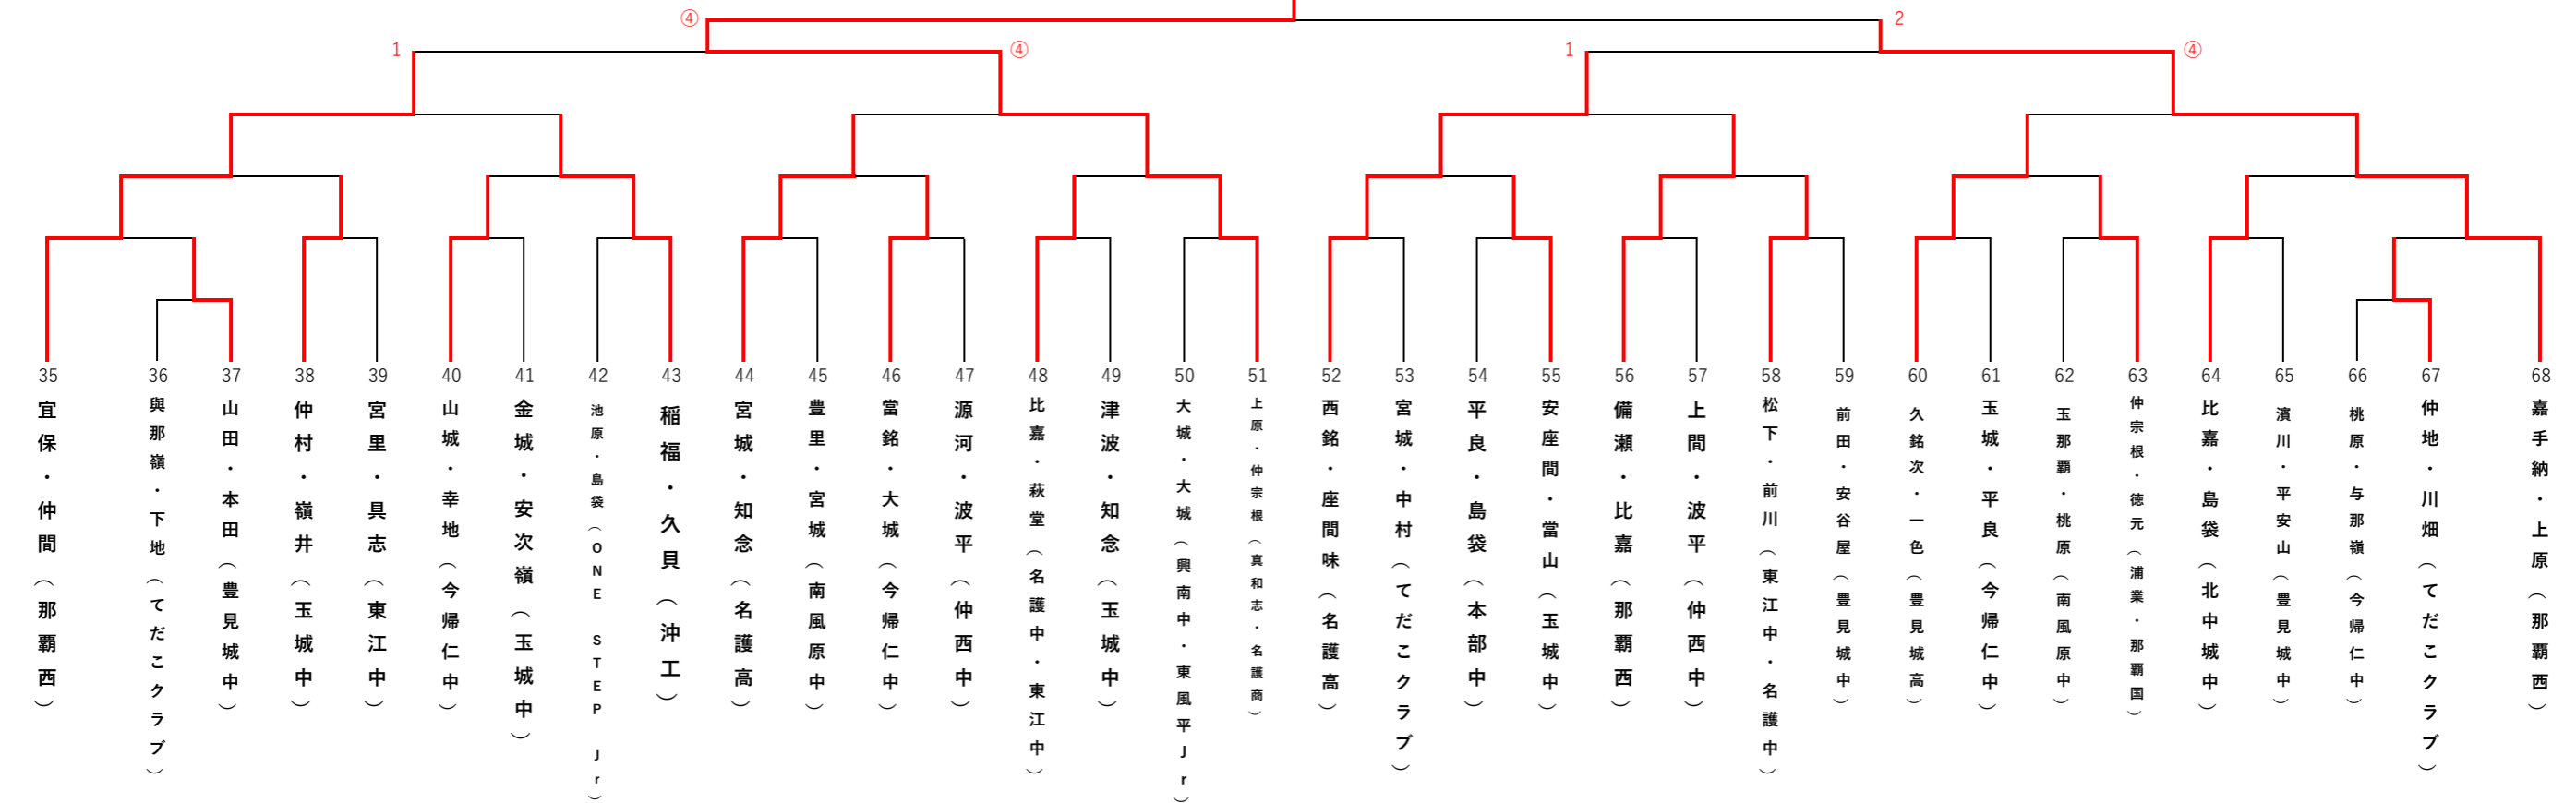 ④ 2
1 ④ 1 ④
35
宜保・仲間（那覇西）
36
與那嶺・下地（てだこクラブ）
37
山田・本田（豊見城中）
38
仲村・嶺井（玉城中）
39
宮里・具志（東江中）
40
山城・幸地（今帰仁中）
41
金城・安次嶺（玉城中）
42
池原・島袋（ONE STEP Jr）
43
稲福・久貝（沖工）
44
宮城・知念（名護高）
45
豊里・宮城（南風原中）
46
當銘・大城（今帰仁中）
47
源河・波平（仲西中）
48
比嘉・萩堂（名護中・東江中）
49
津波・知念（玉城中）
50
大城・大城（興南中・東風平Jr）
51
上原・仲宗根（真和志・名護商）
52
西銘・座間味（名護高）
53
宮城・中村（てだこクラブ）
54
平良・島袋（本部中）
55
安座間・當山（玉城中）
56
備瀬・比嘉（那覇西）
57
上間・波平（仲西中）
58
松下・前川（東江中・名護中）
59
前田・安谷屋（豊見城中）
60
久銘次・一色（豊見城高）
61
玉城・平良（今帰仁中）
62
玉那覇・桃原（南風原中）
63
仲宗根・徳元（浦業・那覇国）
64
比嘉・島袋（北中城中）
65
濱川・平安山（豊見城中）
66
桃原・与那嶺（今帰仁中）
67
仲地・川畑（てだこクラブ）
68
嘉手納・上原（那覇西）